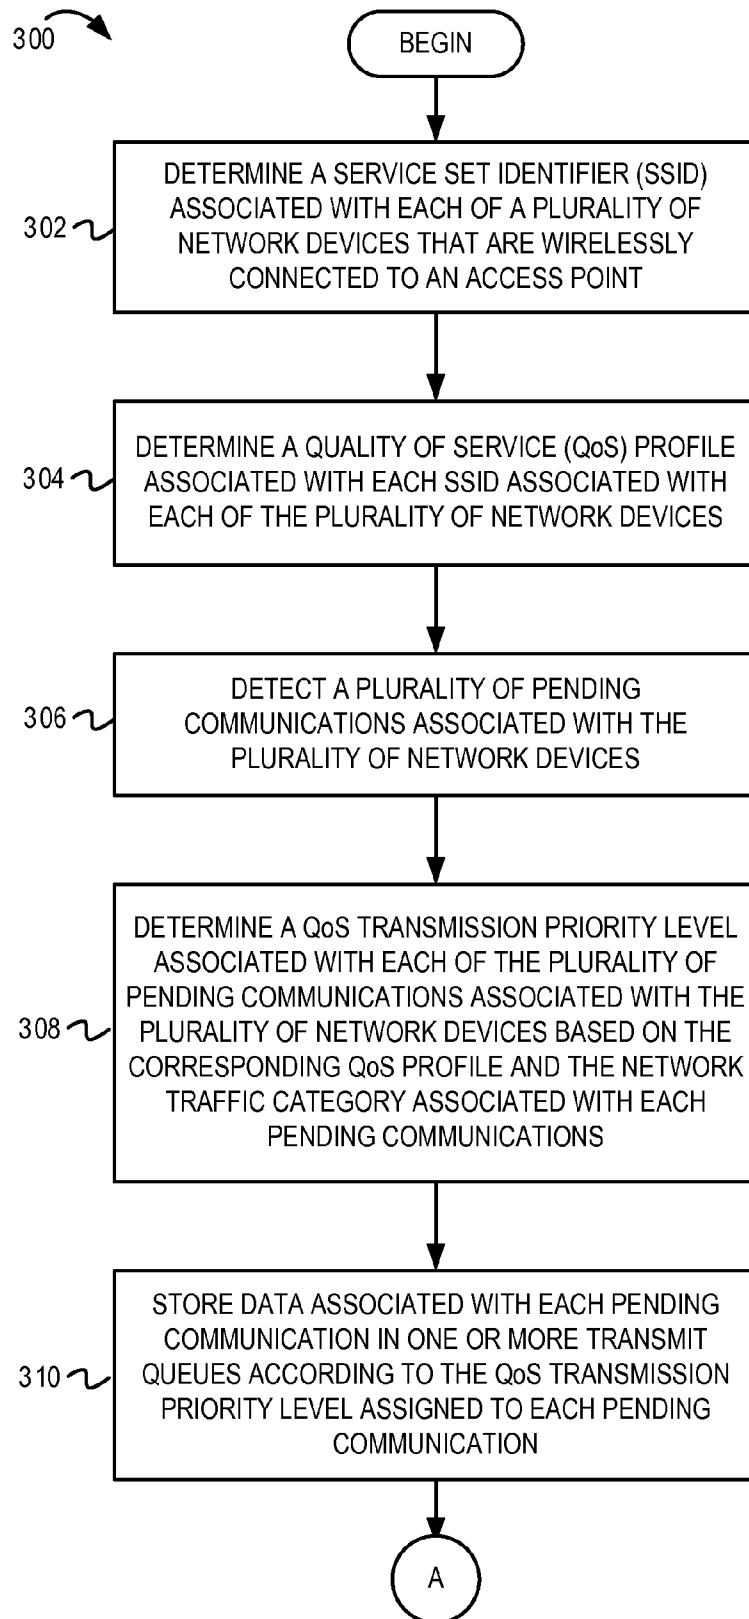 300
BEGIN
302
DETERMINE A SERVICE SET IDENTIFIER (SSID)
ASSOCIATED WITH EACH OF A PLURALITY OF
NETWORK DEVICES THAT ARE WIRELESSLY
CONNECTED TO AN ACCESS POINT
304
DETERMINE A QUALITY OF SERVICE (QoS) PROFILE
ASSOCIATED WITH EACH SSID ASSOCIATED WITH
EACH OF THE PLURALITY OF NETWORK DEVICES
306
DETECT A PLURALITY OF PENDING
COMMUNICATIONS ASSOCIATED WITH THE
PLURALITY OF NETWORK DEVICES
308
DETERMINE A QoS TRANSMISSION PRIORITY LEVEL
ASSOCIATED WITH EACH OF THE PLURALITY OF
PENDING COMMUNICATIONS ASSOCIATED WITH THE
PLURALITY OF NETWORK DEVICES BASED ON THE
CORRESPONDING QoS PROFILE AND THE NETWORK
TRAFFIC CATEGORY ASSOCIATED WITH EACH
PENDING COMMUNICATIONS
310
STORE DATA ASSOCIATED WITH EACH PENDING
COMMUNICATION IN ONE OR MORE TRANSMIT
QUEUES ACCORDING TO THE QoS TRANSMISSION
PRIORITY LEVEL ASSIGNED TO EACH PENDING
COMMUNICATION
A